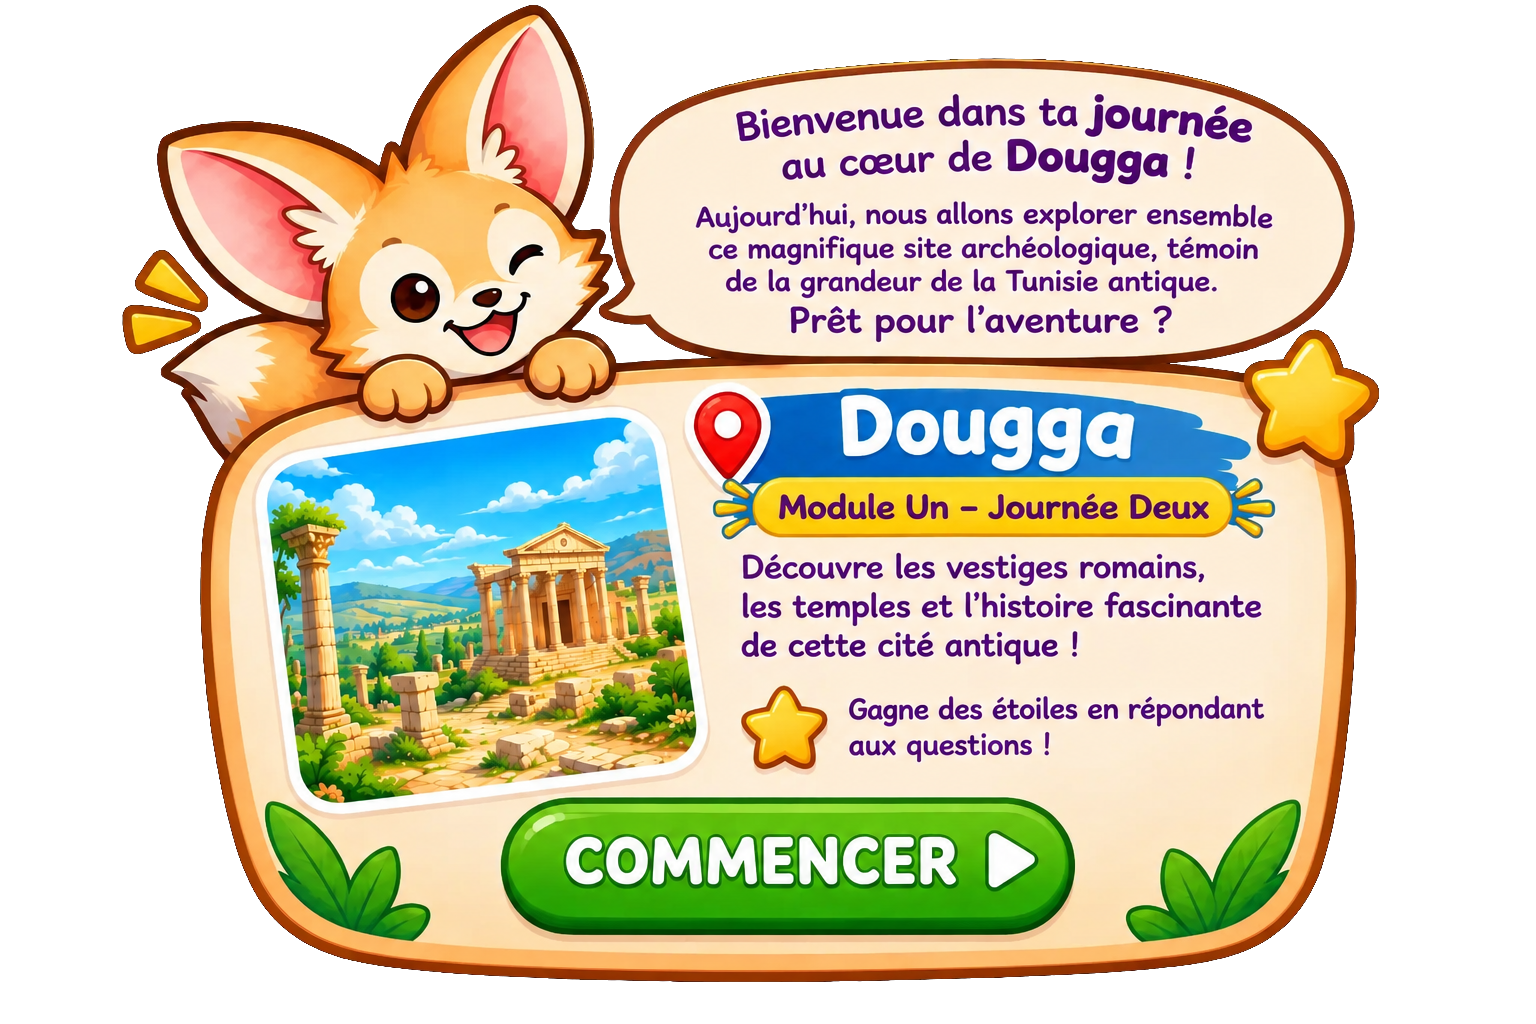 Bienvenue dans ta journée
au cœur de Dougga !
Aujourd'hui, nous allons explorer ensemble
ce magnifique site archéologique, témoin
de la grandeur de la Tunisie antique.
Prêt pour l'aventure ?
Dougga
Module Un – Journée Deux
Découvre les vestiges romains,
les temples et l'histoire fascinante
de cette cité antique !
Gagne des étoiles en répondant
aux questions !
COMMENCER